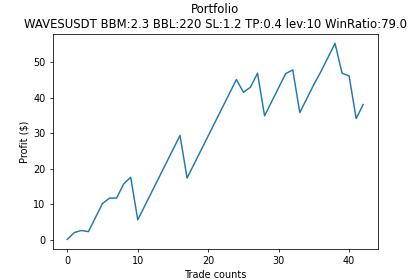 Portfolio
WAVESUSDT BBM:2.3 BBL:220 SL:1.2 TP:0.4 lev:10 WinRatio:79.0
50
40
30
20
10
0
Profit ($)
0 10 20 30 40
Trade counts